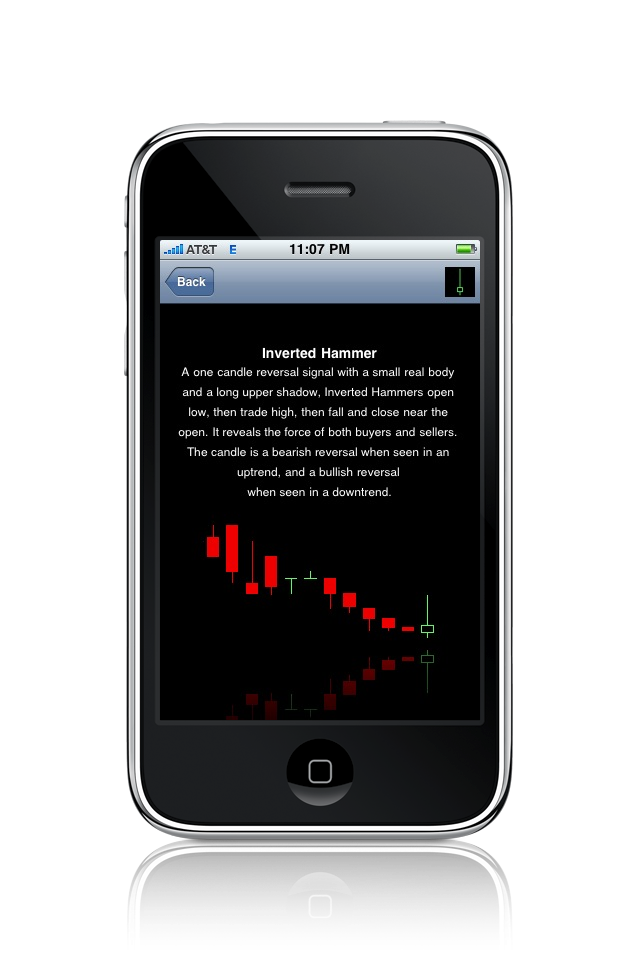 AT&T E 11:07 PM
Back
Inverted Hammer
A one candle reversal signal with a small real body
and a long upper shadow, Inverted Hammers open
low, then trade high, then fall and close near the
open. It reveals the force of both buyers and sellers.
The candle is a bearish reversal when seen in an
uptrend, and a bullish reversal
when seen in a downtrend.